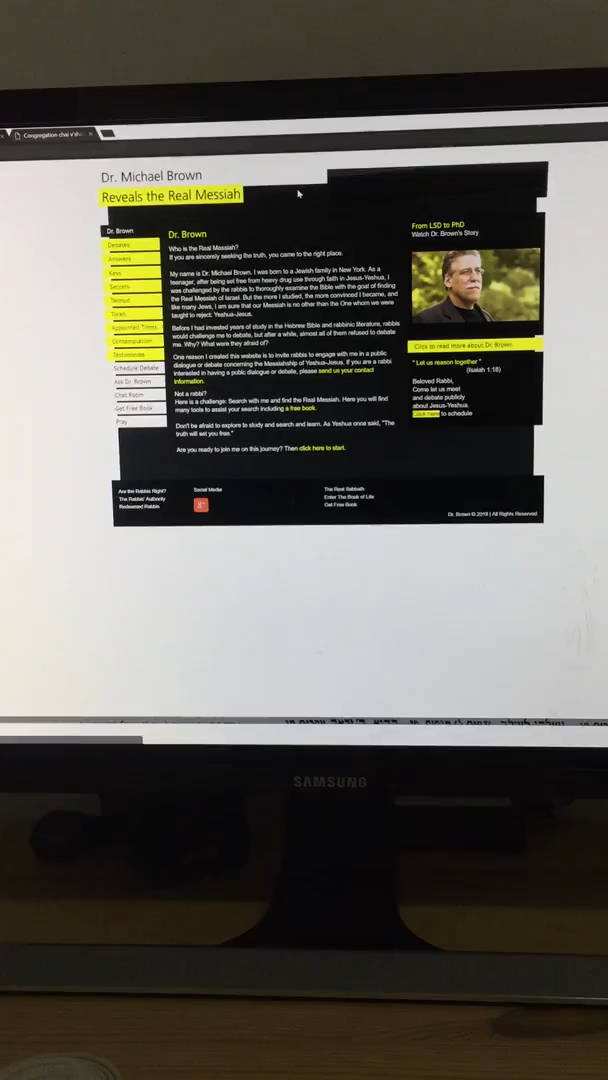 Congregation chai v'sha
Dr. Michael Brown
Reveals the Real Messiah
Dr. Brown
Debates
Answers
Keys
Secrets
Talmud
Torah
Appointed Times
Contemplation
Testimonies
Schedule Debate
Ask Dr. Brown
Chat Room
Get Free Book
Pray
Dr. Brown
Who is the Real Messiah?
If you are sincerely seeking the truth, you came to the right place.
My name is Dr. Michael Brown. I was born to a Jewish family in New York. As a
teenager, after being set free from heavy drug use through faith in Jesus-Yeshua, I
was challenged by the rabbis to thoroughly examine the Bible with the goal of finding
the Real Messiah of Israel. But the more I studied, the more convinced I became, and
like many Jews, I am sure that our Messiah is no other than the One whom we were
taught to reject: Yeshua-Jesus.
Before I had invested years of study in the Hebrew Bible and rabbinic literature, rabbis
would challenge me to debate, but after a while, almost all of them refused to debate
me. Why? What were they afraid of?
One reason I created this website is to invite rabbis to engage with me in a public
dialogue or debate concerning the Messiahship of Yeshua-Jesus. If you are a rabbi
interested in having a public dialogue or debate, please send us your contact
information.
Not a rabbi?
Here is a challenge: Search with me and find the Real Messiah. Here you will find
many tools to assist your search including a free book.
Don't be afraid to explore to study and search and learn. As Yeshua once said, "The
truth will set you free."
Are you ready to join me on this journey? Then click here to start.
From LSD to PhD
Watch Dr. Brown's Story
Click to read more about Dr. Brown.
" Let us reason together "
(Isaiah 1:18)
Beloved Rabbi,
Come let us meet
and debate publicly
about Jesus-Yeshua.
Click here to schedule
Are the Rabbis Right?
The Rabbis' Authority
Redeemed Rabbis
Social Media
g+
The Real Sabbath
Enter The Book of Life
Get Free Book
Dr. Brown © 2019 | All Rights Reserved
SAMSUNG